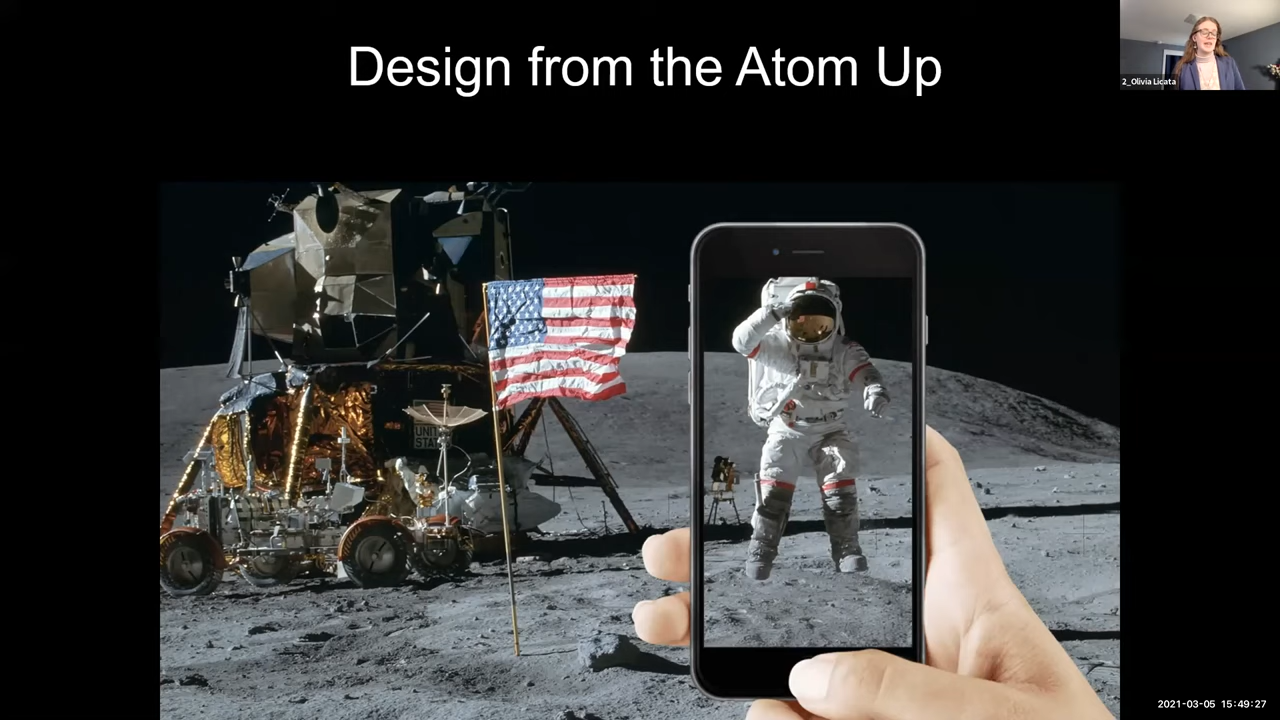 Design from the Atom Up
2_Olivia Licata
UNITED
STATES
2021-03-05 15:49:27